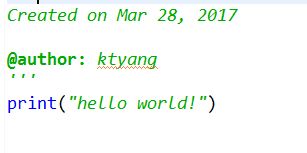 Created on Mar 28, 2017
@author: ktyang
'''
print("hello world!")